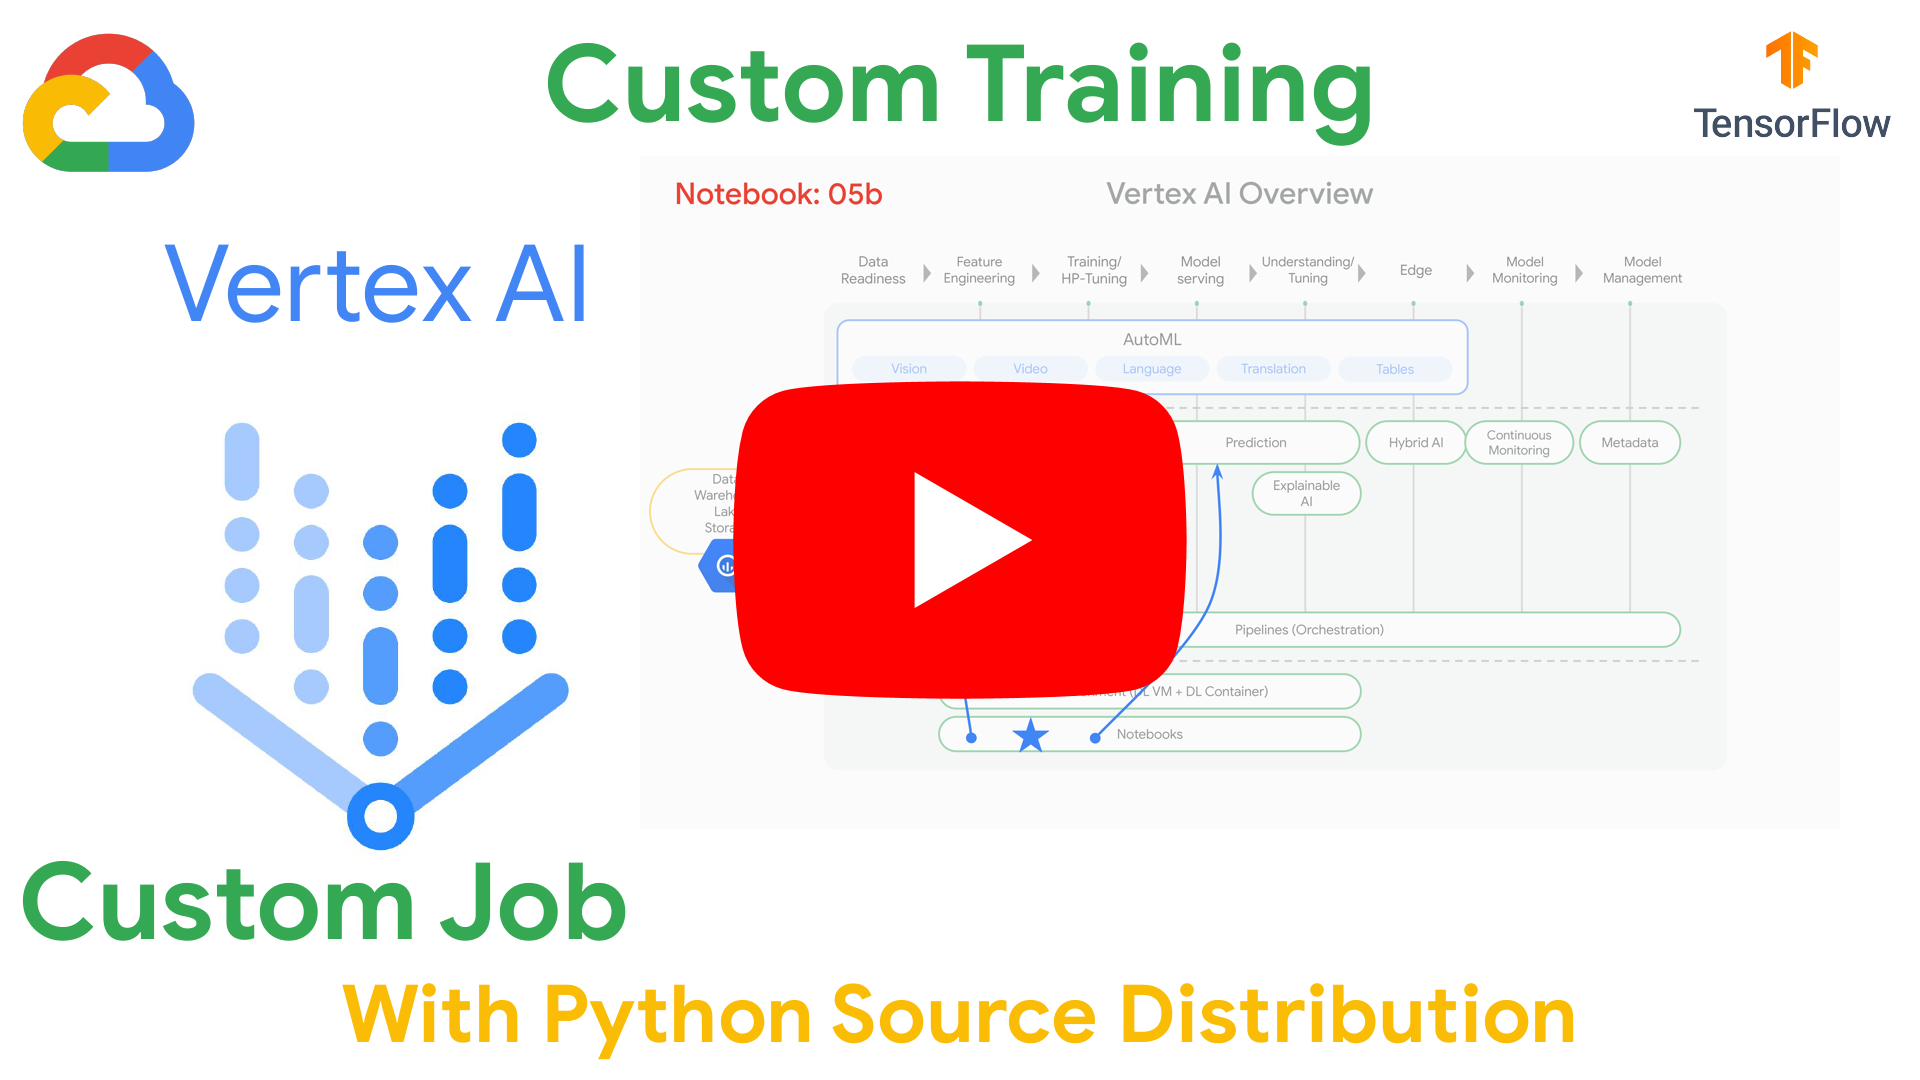 Custom Training
TensorFlow
Notebook: 05b
Vertex AI Overview
Vertex AI
Data
Readiness
Feature
Engineering
Training/
HP-Tuning
Model
serving
Understanding/
Tuning
Edge
Model
Monitoring
Model
Management
AutoML
Vision
Video
Language
Translation
Tables
Prediction
Hybrid AI
Continuous
Monitoring
Metadata
Data
Explainable
AI
Pipelines (Orchestration)
VM + DL Container)
Notebooks
Custom Job
With Python Source Distribution